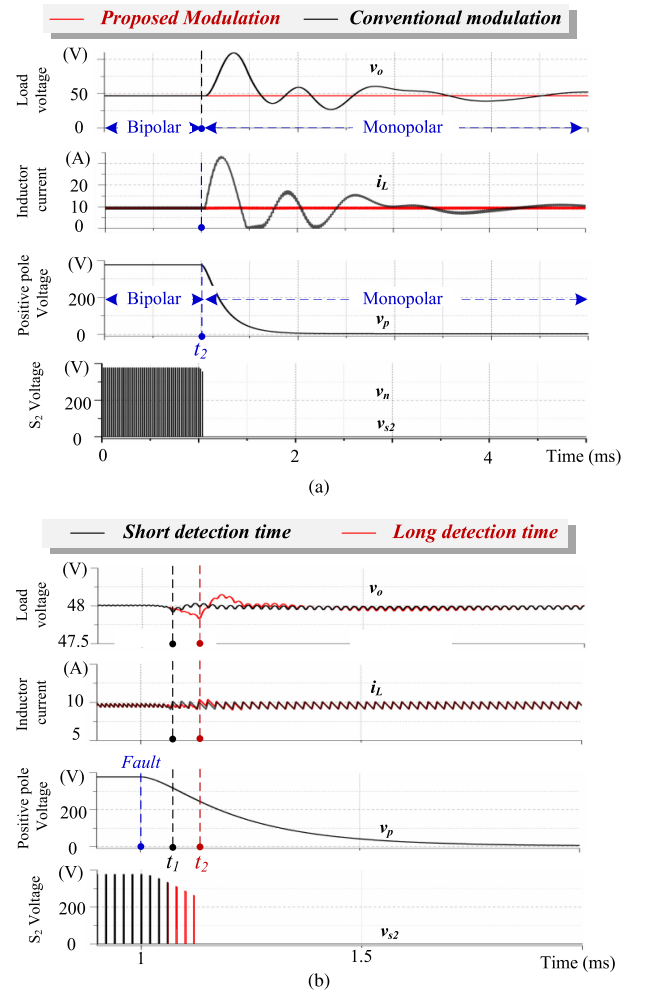 Proposed Modulation Conventional modulation
(V)
Load voltage
50
0
vo
Bipolar Monopolar
(A)
Inductor current
20
10
0
iL
(V)
Positive pole Voltage
200
0
Bipolar Monopolar
vp
t2
(V)
S2 Voltage
200
0
vn
vs2
0 2 4 Time (ms)
(a)
Short detection time Long detection time
(V)
Load voltage
48
47.5
vo
(A)
Inductor current
10
5
iL
Fault
(V)
Positive pole Voltage
200
0
vp
t1 t2
(V)
S2 Voltage
200
0
vs2
1 1.5 Time (ms)
(b)